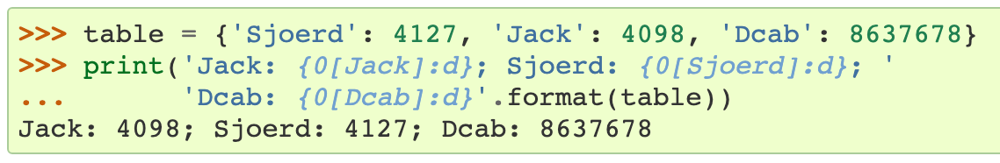 >>> table = {'Sjoerd': 4127, 'Jack': 4098, 'Dcab': 8637678}
>>> print('Jack: {0[Jack]:d}; Sjoerd: {0[Sjoerd]:d}; '
...       'Dcab: {0[Dcab]:d}'.format(table))
Jack: 4098; Sjoerd: 4127; Dcab: 8637678